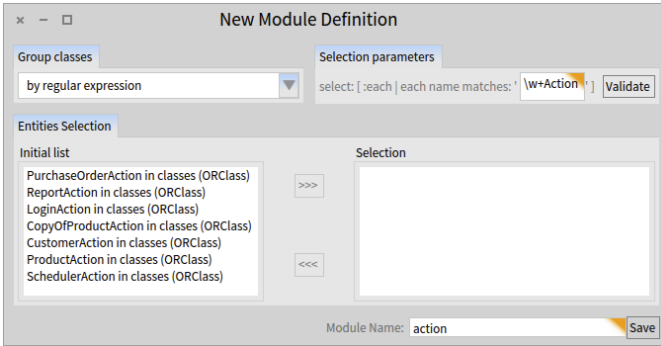 New Module Definition
Group classes
by regular expression
Selection parameters
select: [ :each | each name matches: ' \w+Action ' ] Validate
Entities Selection
Initial list
PurchaseOrderAction in classes (ORClass)
ReportAction in classes (ORClass)
LoginAction in classes (ORClass)
CopyOfProductAction in classes (ORClass)
CustomerAction in classes (ORClass)
ProductAction in classes (ORClass)
SchedulerAction in classes (ORClass)
>>>
<<<
Selection
Module Name: action Save